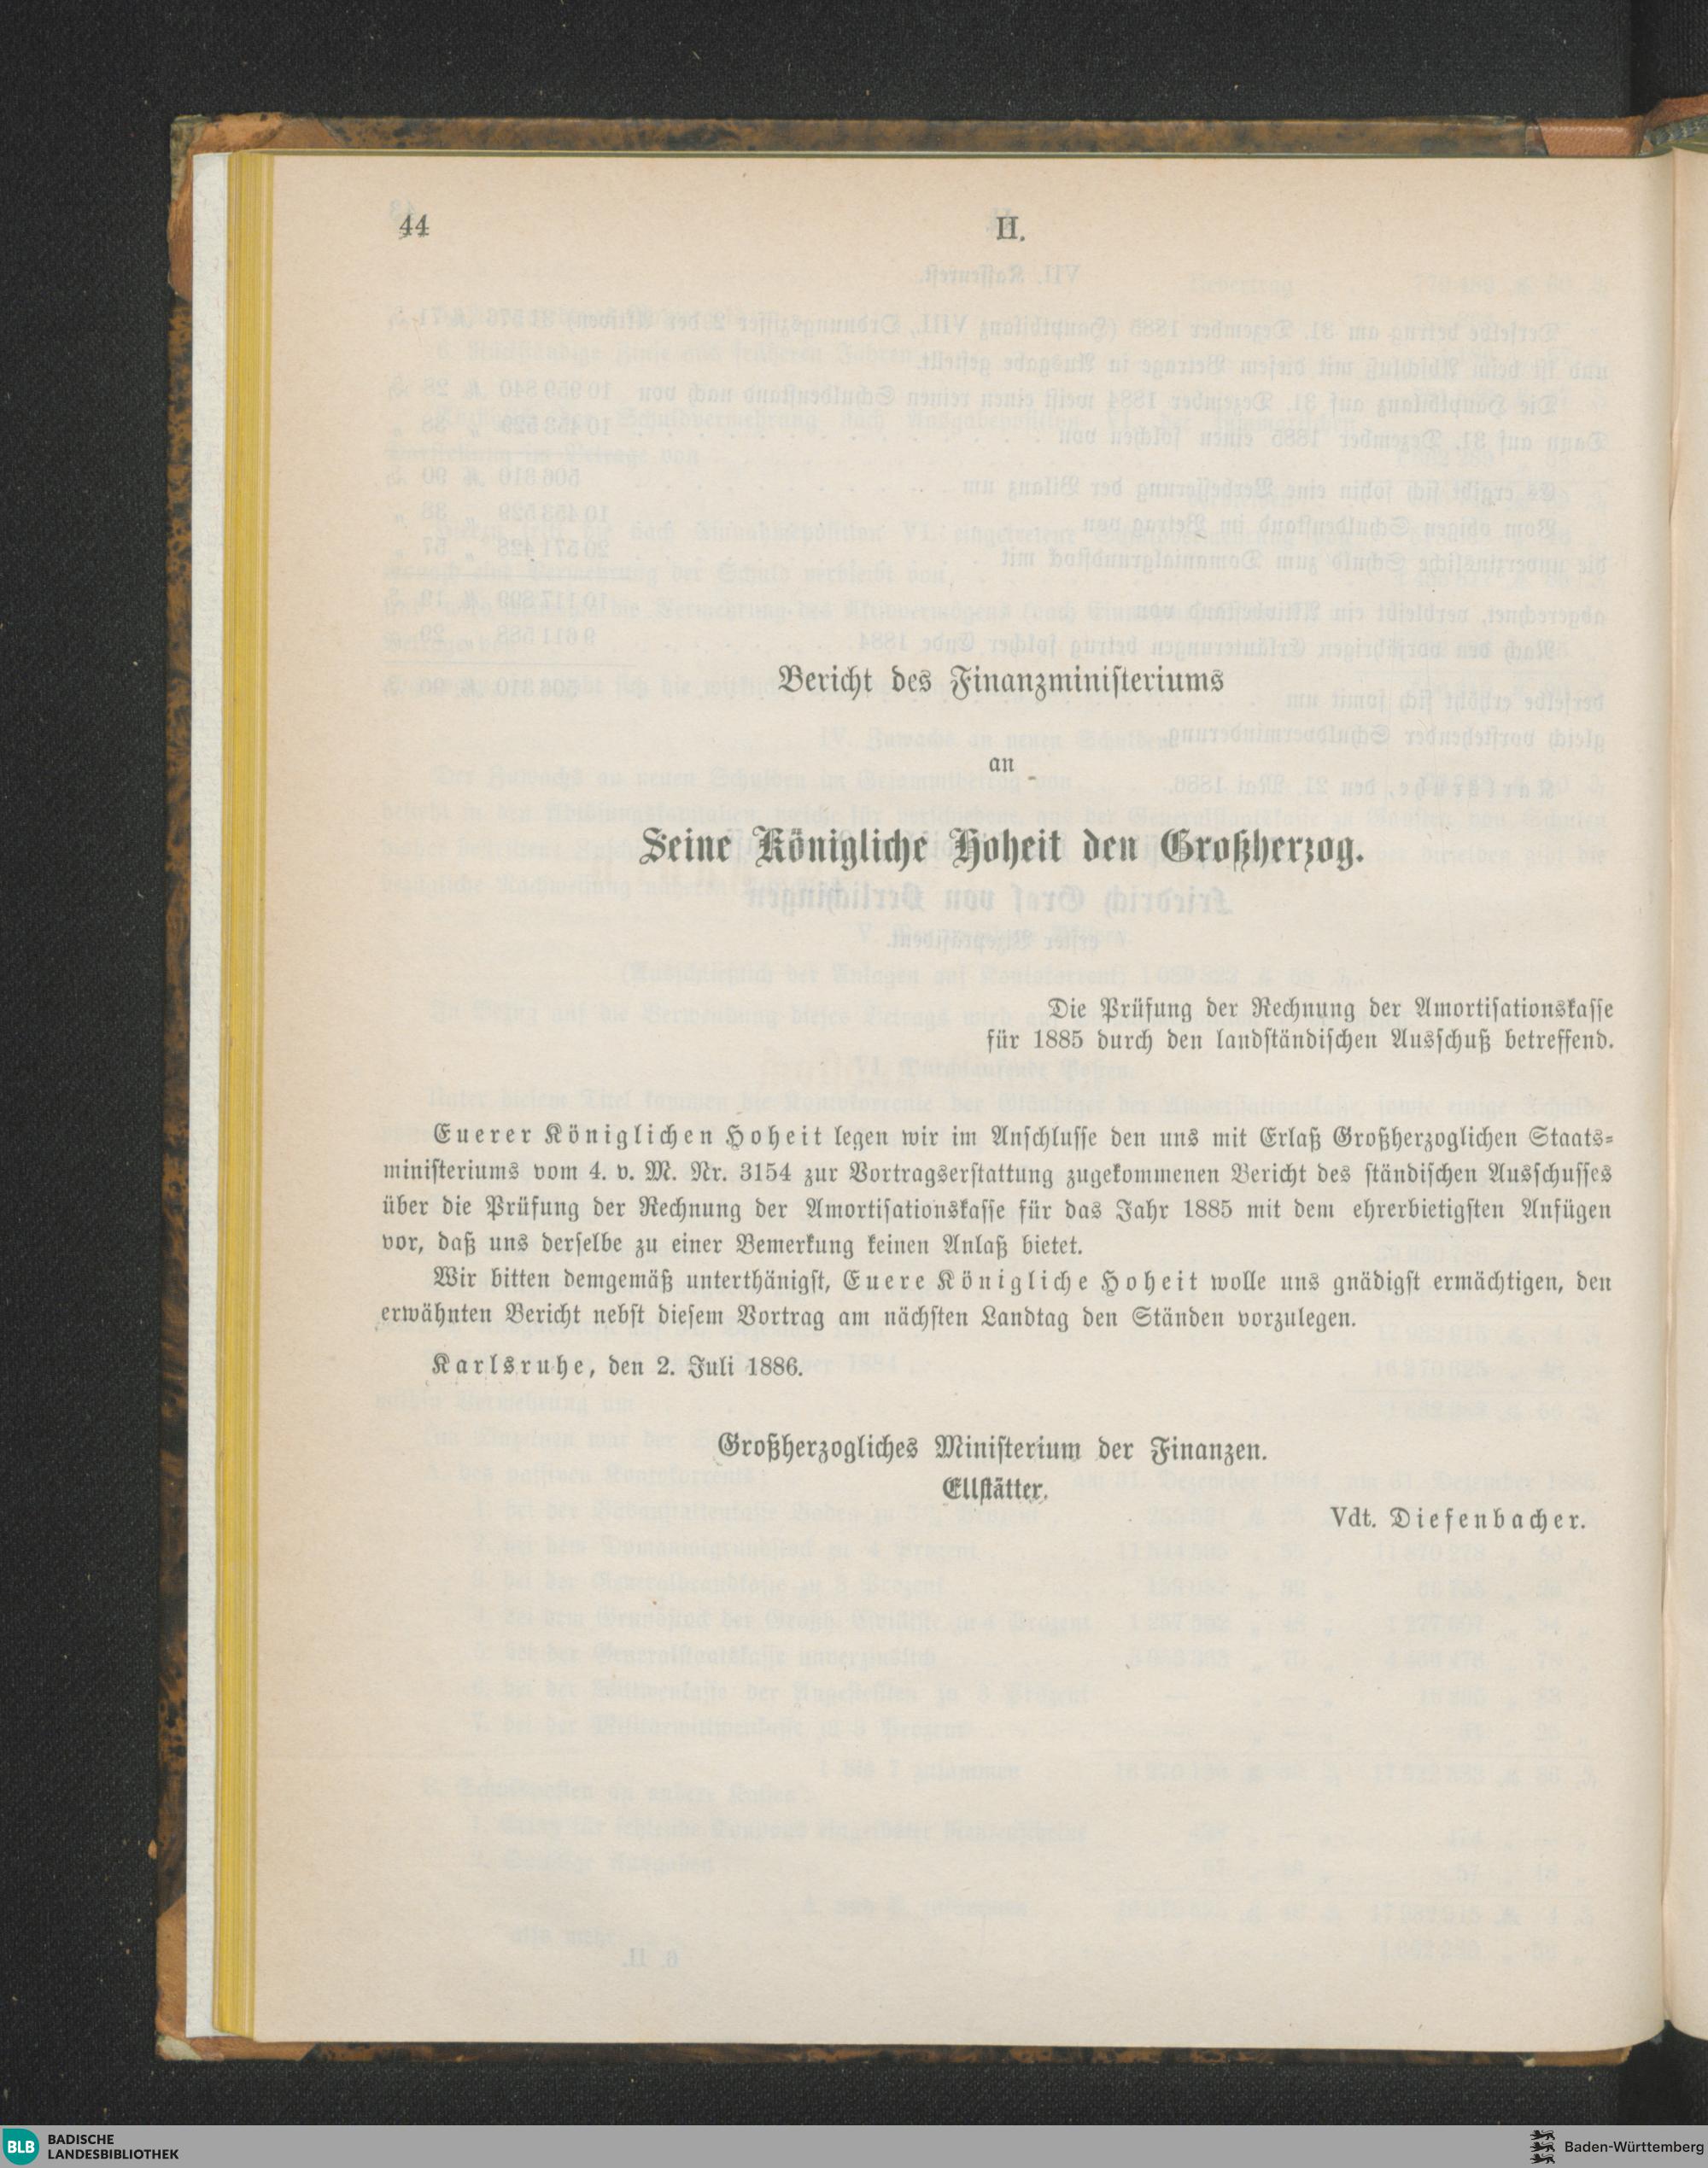 44
II.
Bericht des Finanzministeriums
an
Seine Königliche Hoheit den Großherzog.
Die Prüfung der Rechnung der Amortisationskasse
für 1885 durch den landständischen Ausschuß betreffend.
Euerer Königlichen Hoheit legen wir im Anschlusse den uns mit Erlaß Großherzoglichen Staats-
ministeriums vom 4. v. M. Nr. 3154 zur Vortragserstattung zugekommenen Bericht des ständischen Ausschusses
über die Prüfung der Rechnung der Amortisationskasse für das Jahr 1885 mit dem ehrerbietigsten Anfügen
vor, daß uns derselbe zu einer Bemerkung keinen Anlaß bietet.
Wir bitten demgemäß unterthänigst, Euere Königliche Hoheit wolle uns gnädigst ermächtigen, den
erwähnten Bericht nebst diesem Vortrag am nächsten Landtag den Ständen vorzulegen.
Karlsruhe, den 2. Juli 1886.
Großherzogliches Ministerium der Finanzen.
Ellstätter.
Vdt. Diefenbacher.
BLB BADISCHE
LANDESBIBLIOTHEK
Baden-Württemberg